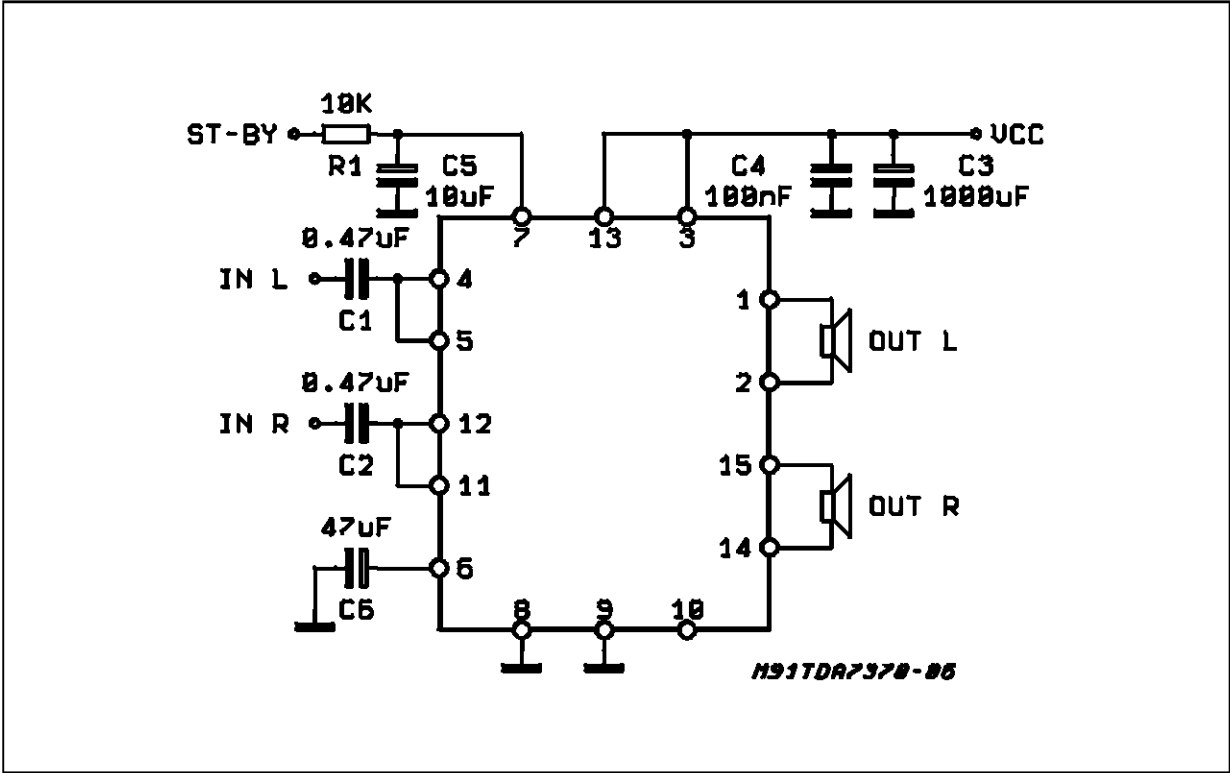 10K
ST-BY
R1
C5
10uF
C4
100nF
C3
1000uF
VCC
7
13
3
0.47uF
IN L
C1
4
5
0.47uF
IN R
C2
12
11
47uF
C6
6
1
2
OUT L
15
14
OUT R
8
9
10
M91TDA7370-06